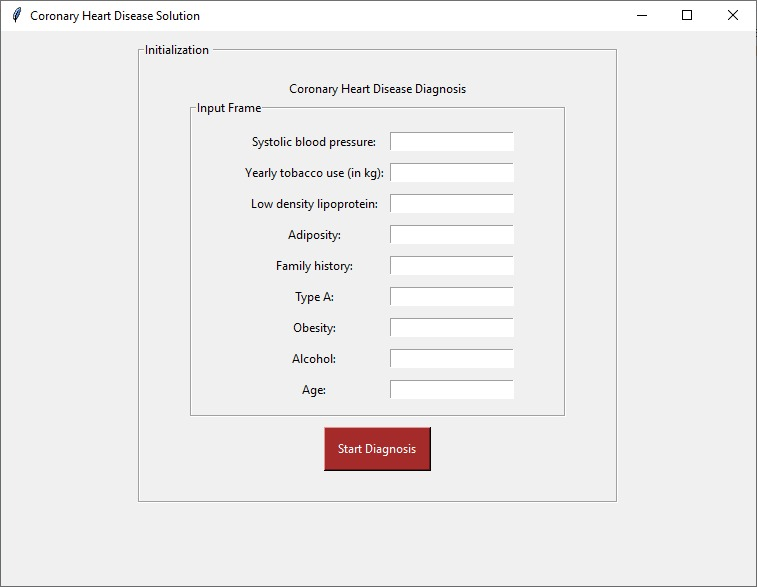 Coronary Heart Disease Solution
Initialization
Coronary Heart Disease Diagnosis
Input Frame
Systolic blood pressure:
Yearly tobacco use (in kg):
Low density lipoprotein:
Adiposity:
Family history:
Type A:
Obesity:
Alcohol:
Age:
Start Diagnosis